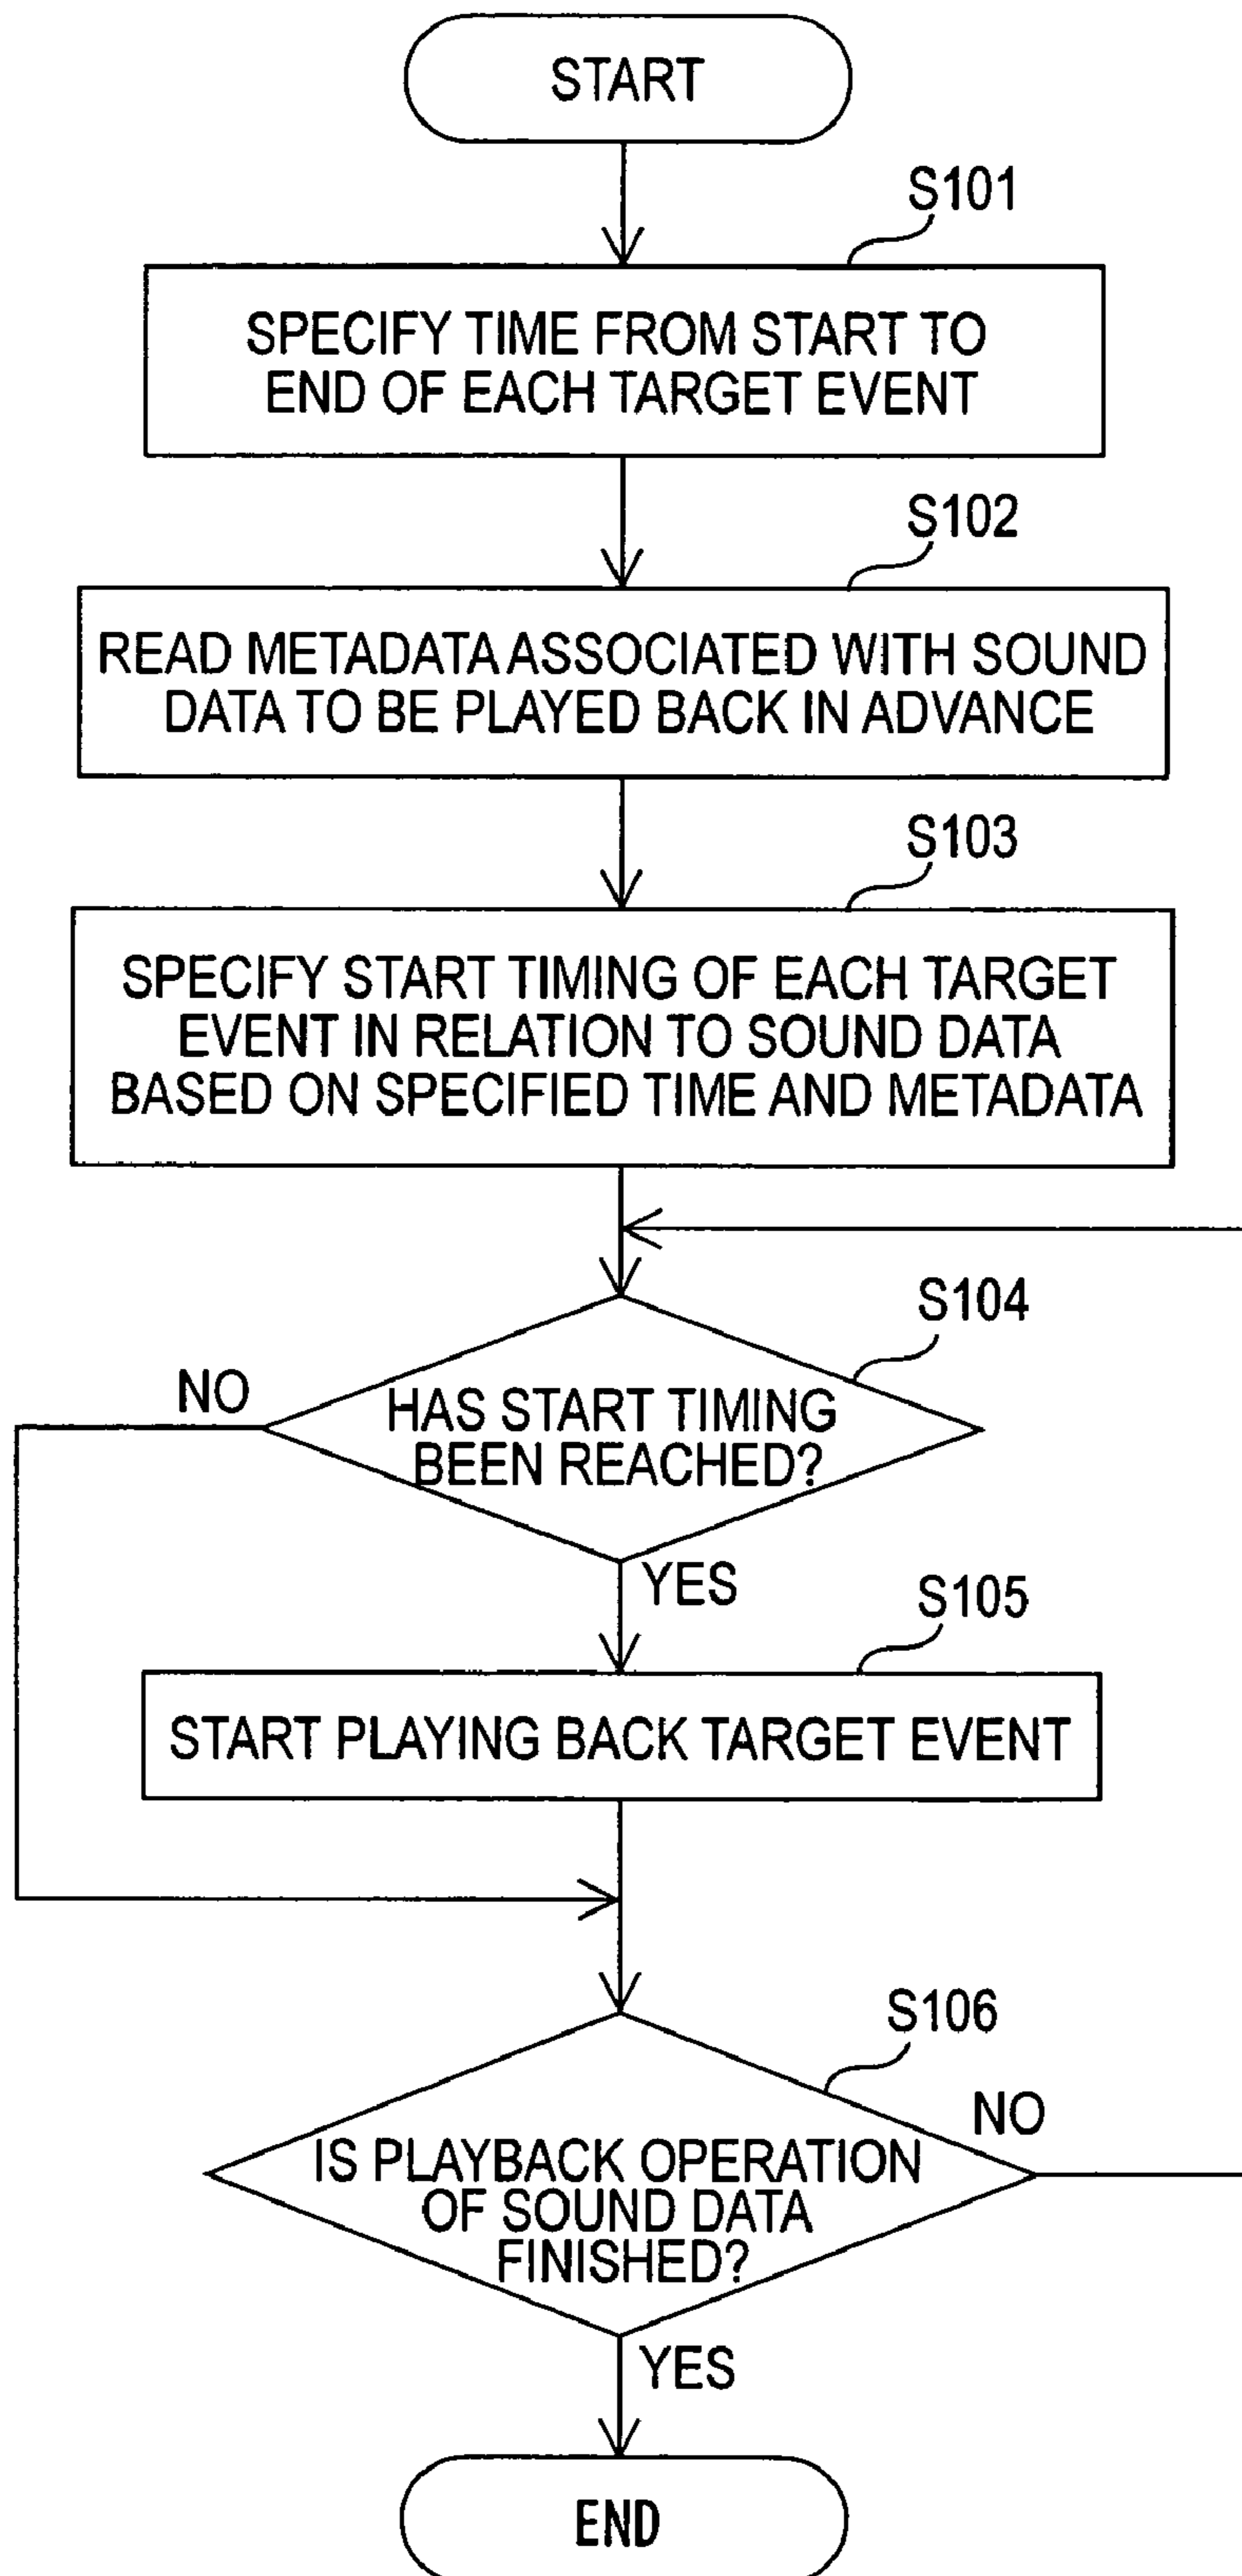 START
S101
SPECIFY TIME FROM START TO
END OF EACH TARGET EVENT
S102
READ METADATA ASSOCIATED WITH SOUND
DATA TO BE PLAYED BACK IN ADVANCE
S103
SPECIFY START TIMING OF EACH TARGET
EVENT IN RELATION TO SOUND DATA
BASED ON SPECIFIED TIME AND METADATA
S104
NO
HAS START TIMING
BEEN REACHED?
YES
S105
START PLAYING BACK TARGET EVENT
S106
NO
IS PLAYBACK OPERATION
OF SOUND DATA
FINISHED?
YES
END